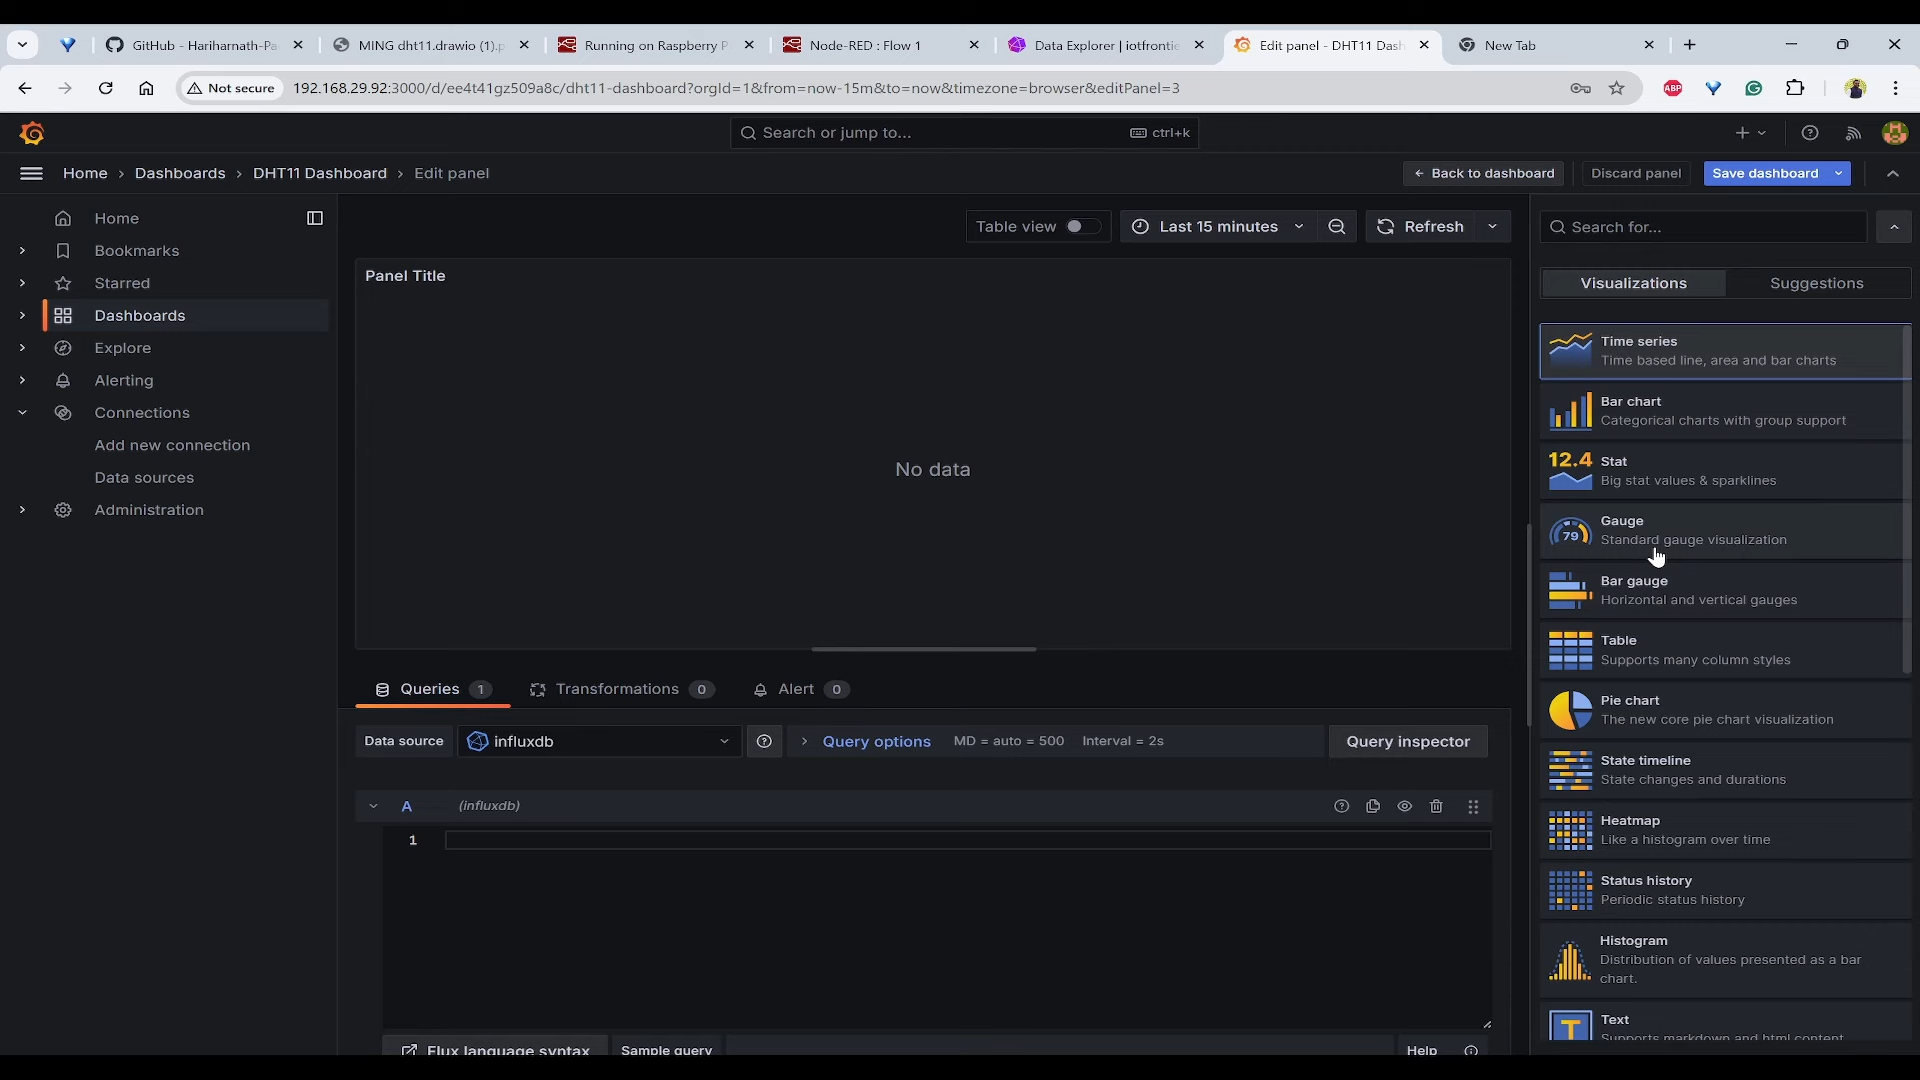 GitHub - Hariharnath-Pa
MING dht11.drawio (1).p
Running on Raspberry P
Node-RED : Flow 1
Data Explorer | iotfrontie
Edit panel - DHT11 Dash
New Tab
Not secure
192.168.29.92:3000/d/ee4t41gz509a8c/dht11-dashboard?orgId=1&from=now-15m&to=now&timezone=browser&editPanel=3
ABP
Search or jump to...
ctrl+k
Home
Dashboards
DHT11 Dashboard
Edit panel
Back to dashboard
Discard panel
Save dashboard
Home
Bookmarks
Starred
Dashboards
Explore
Alerting
Connections
Add new connection
Data sources
Administration
Table view
Last 15 minutes
Refresh
Panel Title
No data
Queries 1
Transformations 0
Alert 0
Data source
influxdb
Query options
MD = auto = 500
Interval = 2s
Query inspector
A
(influxdb)
1
Flux language syntax
Sample query
Help
Search for...
Visualizations
Suggestions
Time series
Time based line, area and bar charts
Bar chart
Categorical charts with group support
12.4
Stat
Big stat values & sparklines
79
Gauge
Standard gauge visualization
Bar gauge
Horizontal and vertical gauges
Table
Supports many column styles
Pie chart
The new core pie chart visualization
State timeline
State changes and durations
Heatmap
Like a histogram over time
Status history
Periodic status history
Histogram
Distribution of values presented as a bar
chart.
T
Text
Supports markdown and html content